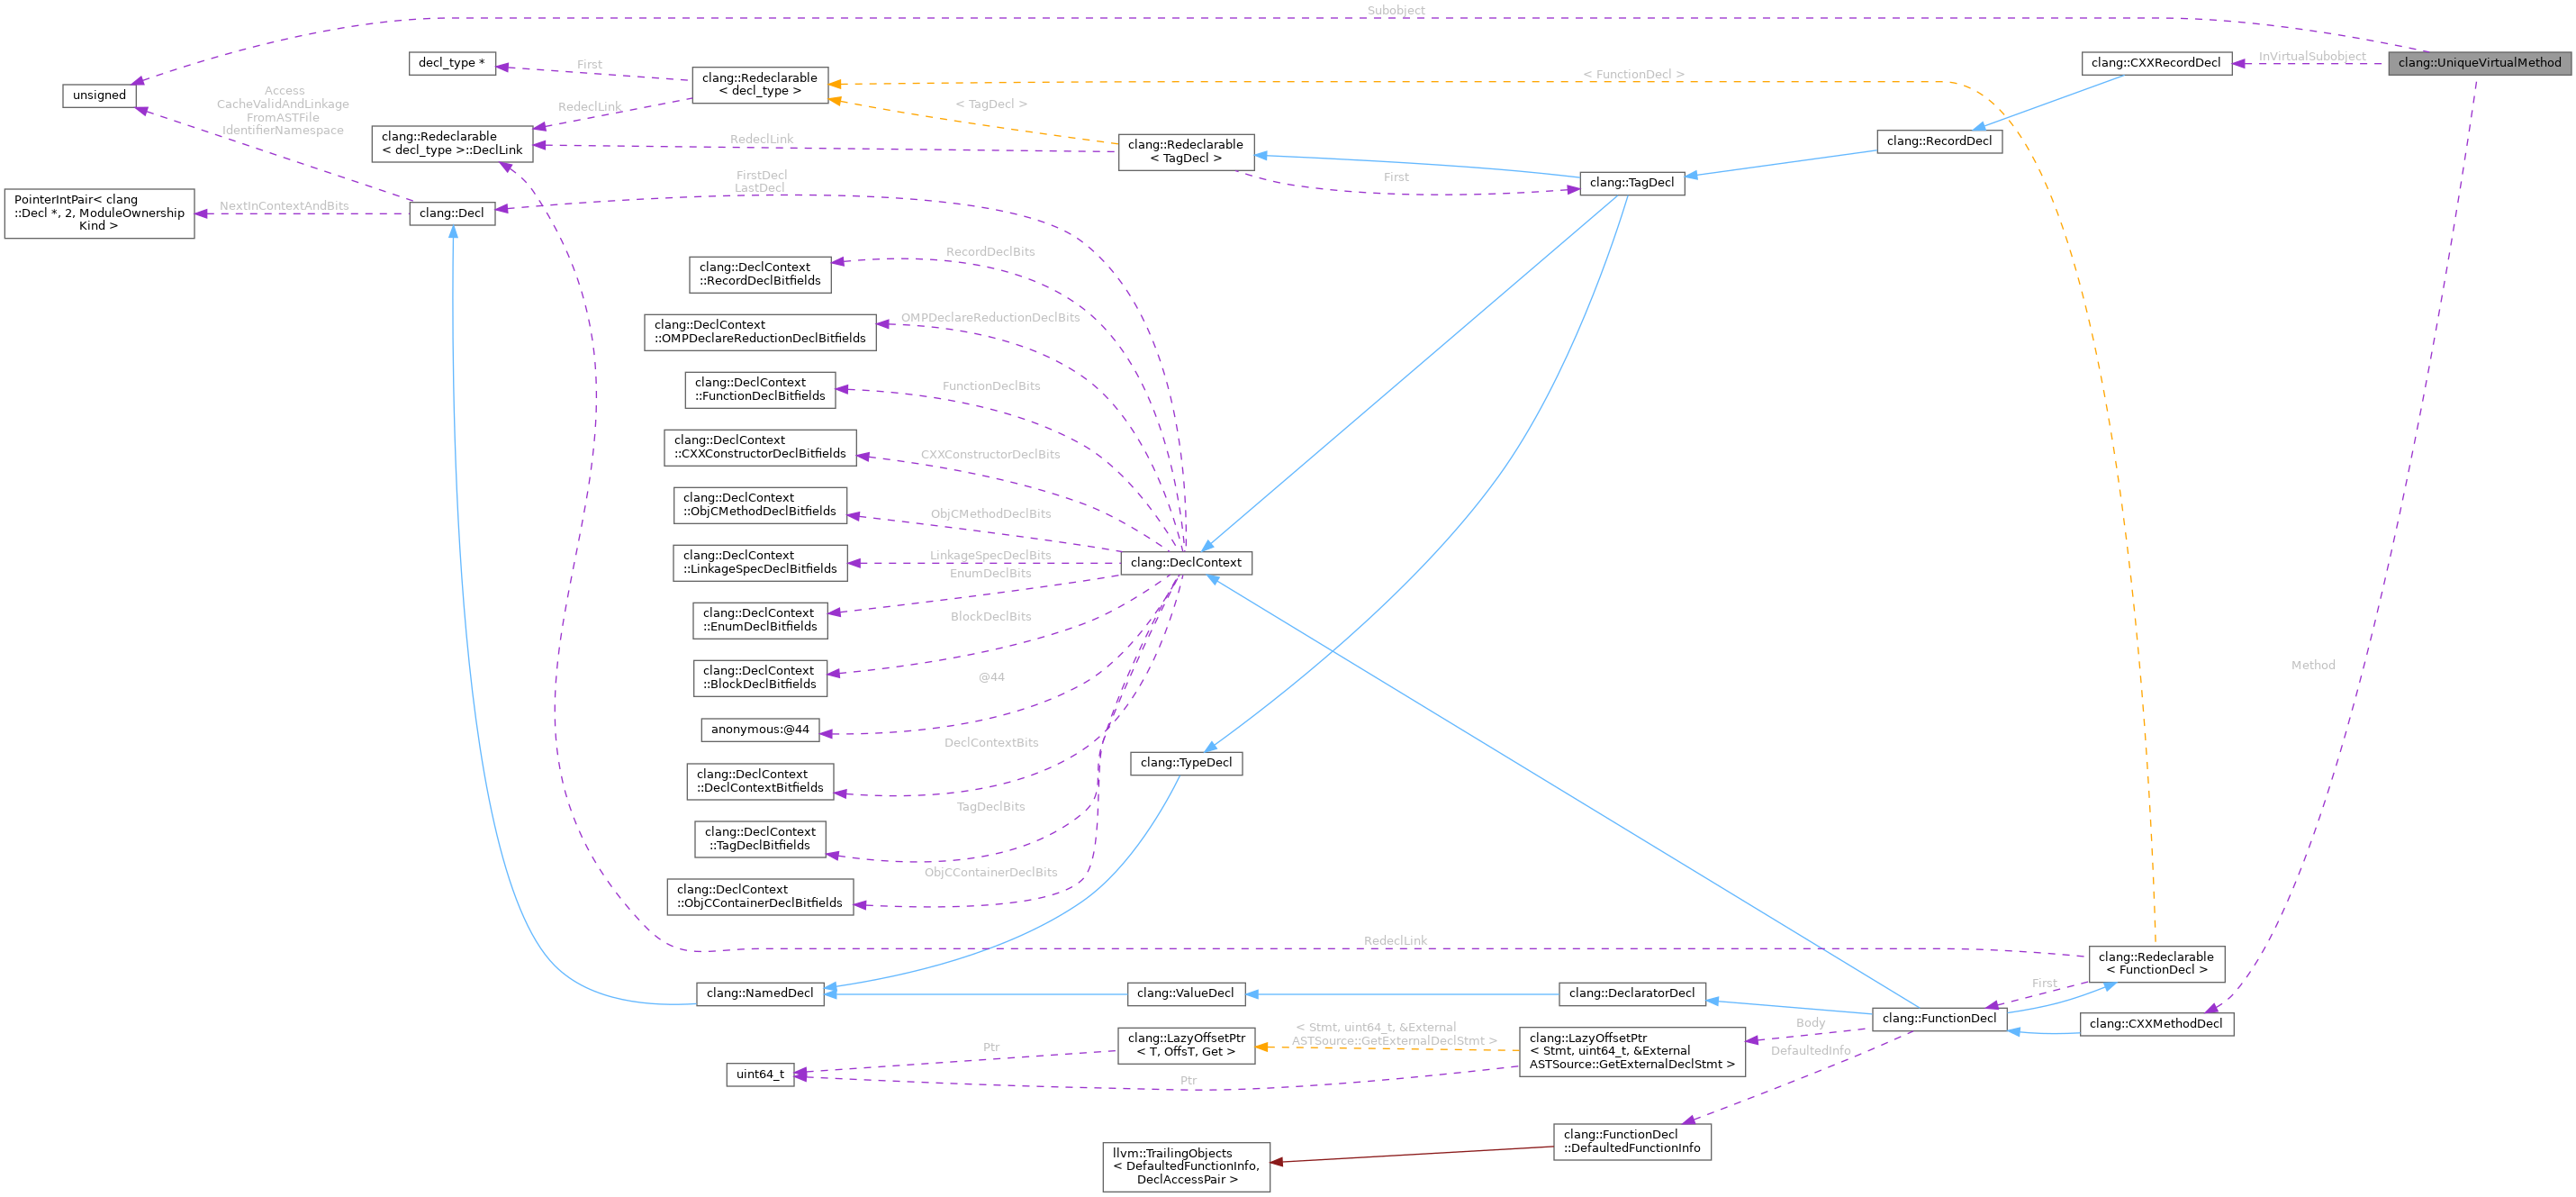 Subobject
decl_type *
First
clang::Redeclarable
< decl_type >
< FunctionDecl >
clang::CXXRecordDecl
InVirtualSubobject
clang::UniqueVirtualMethod
unsigned
Access
CacheValidAndLinkage
FromASTFile
IdentifierNamespace
RedeclLink
< TagDecl >
clang::Redeclarable
< decl_type >::DeclLink
RedeclLink
clang::Redeclarable
< TagDecl >
clang::RecordDecl
First
clang::TagDecl
PointerIntPair< clang
::Decl *, 2, ModuleOwnership
Kind >
NextInContextAndBits
clang::Decl
FirstDecl
LastDecl
clang::DeclContext
::RecordDeclBitfields
RecordDeclBits
clang::DeclContext
::OMPDeclareReductionDeclBitfields
OMPDeclareReductionDeclBits
clang::DeclContext
::FunctionDeclBitfields
FunctionDeclBits
clang::DeclContext
::CXXConstructorDeclBitfields
CXXConstructorDeclBits
clang::DeclContext
::ObjCMethodDeclBitfields
ObjCMethodDeclBits
clang::DeclContext
::LinkageSpecDeclBitfields
LinkageSpecDeclBits
clang::DeclContext
EnumDeclBits
clang::DeclContext
::EnumDeclBitfields
BlockDeclBits
clang::DeclContext
::BlockDeclBitfields
Method
@44
anonymous:@44
DeclContextBits
clang::DeclContext
::DeclContextBitfields
clang::TypeDecl
TagDeclBits
clang::DeclContext
::TagDeclBitfields
ObjCContainerDeclBits
clang::DeclContext
::ObjCContainerDeclBitfields
RedeclLink
clang::Redeclarable
< FunctionDecl >
clang::NamedDecl
clang::ValueDecl
clang::DeclaratorDecl
First
clang::FunctionDecl
clang::CXXMethodDecl
uint64_t
Ptr
Ptr
clang::LazyOffsetPtr
< T, OffsT, Get >
< Stmt, uint64_t, &External
ASTSource::GetExternalDeclStmt >
clang::LazyOffsetPtr
< Stmt, uint64_t, &External
ASTSource::GetExternalDeclStmt >
Body
DefaultedInfo
clang::FunctionDecl
::DefaultedFunctionInfo
llvm::TrailingObjects
< DefaultedFunctionInfo,
DeclAccessPair >